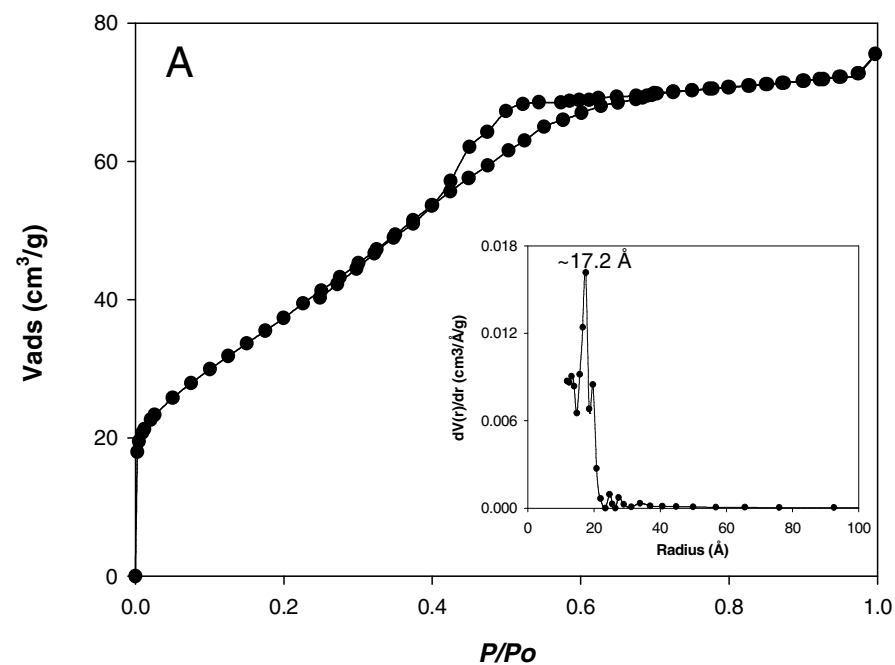 A
80
60
40
20
0
Vads (cm³/g)
0.0 0.2 0.4 0.6 0.8 1.0
P/Po
~17.2 Å
0.018
0.012
0.006
0.000
dV(r)/dr (cm3/Å/g)
0 20 40 60 80 100
Radius (Å)